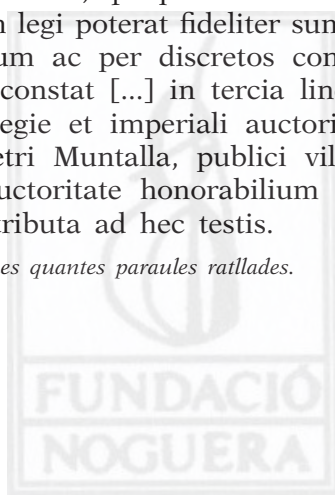 n legi poterat fideliter sum
um ac per discretos con
constat [...] in tercia lin
egie et imperiali auctori
etri Muntalla, publici vil
uctoritate honorabilium
tributa ad hec testis.
es quantes paraules ratllades.
FUNDACIÓ
NOGUERA